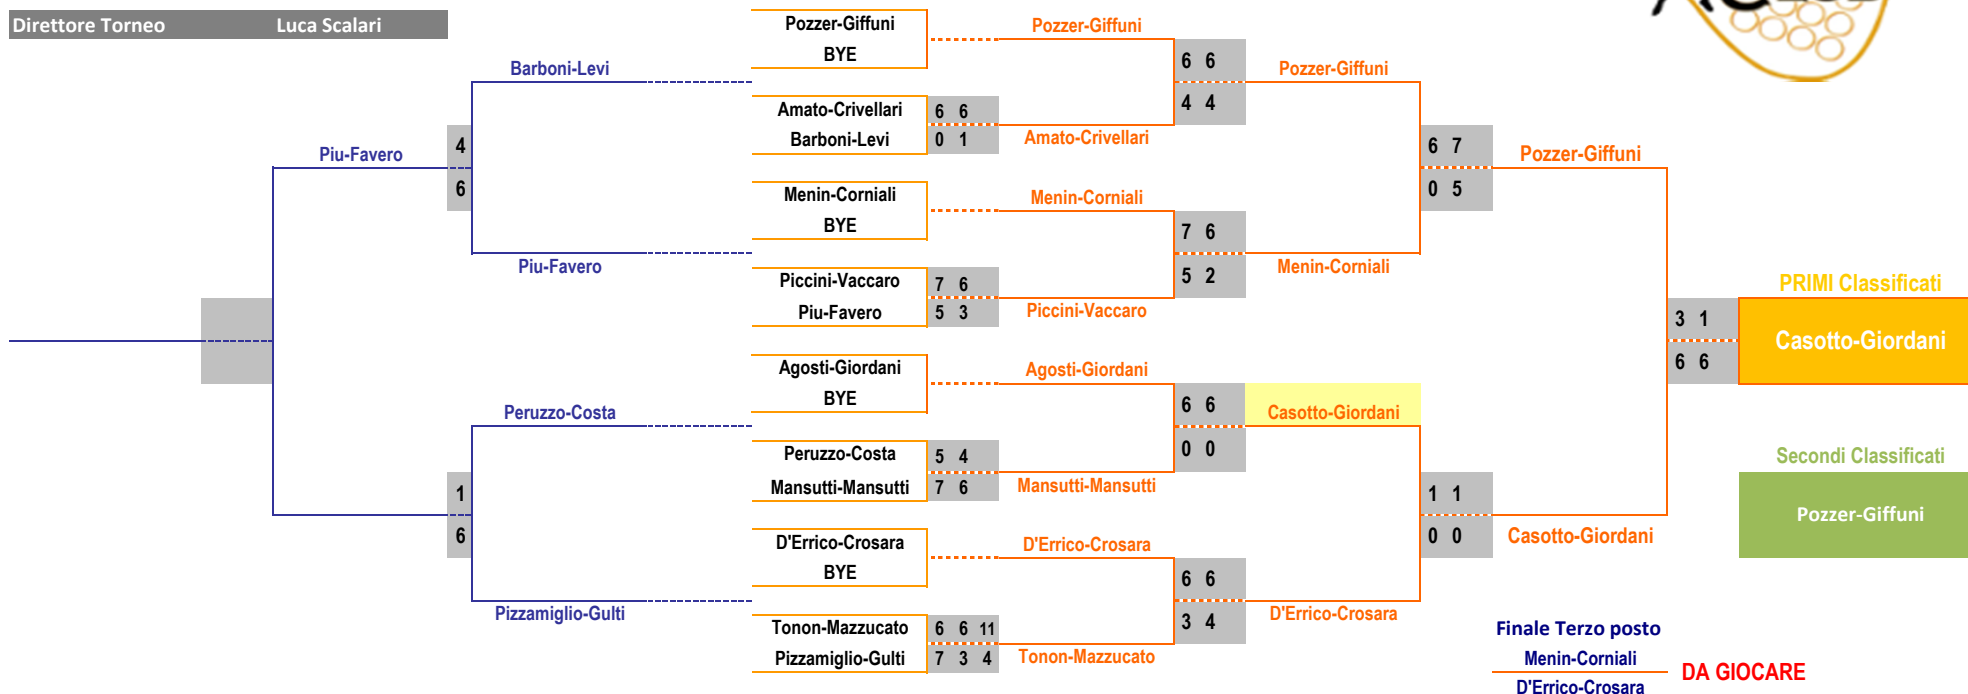 Direttore Torneo Luca Scalari
Pozzer-Giffuni
BYE
Amato-Crivellari 6 6
Barboni-Levi 0 1
Menin-Corniali
BYE
Piccini-Vaccaro 7 6
Piu-Favero 5 3
Agosti-Giordani
BYE
Peruzzo-Costa 5 4
Mansutti-Mansutti 7 6
D'Errico-Crosara
BYE
Tonon-Mazzucato 6 6 11
Pizzamiglio-Gulti 7 3 4
Barboni-Levi
4
6
Piu-Favero
Piu-Favero
Peruzzo-Costa
1
6
Pizzamiglio-Gulti
Pozzer-Giffuni
6 6
4 4
Amato-Crivellari
Menin-Corniali
7 6
5 2
Piccini-Vaccaro
Agosti-Giordani
6 6
0 0
Mansutti-Mansutti
D'Errico-Crosara
6 6
3 4
Tonon-Mazzucato
Pozzer-Giffuni
6 7
0 5
Menin-Corniali
Casotto-Giordani
1 1
0 0
D'Errico-Crosara
Pozzer-Giffuni
3 1
6 6
Casotto-Giordani
PRIMI Classificati
Casotto-Giordani
Secondi Classificati
Pozzer-Giffuni
Finale Terzo posto
Menin-Corniali
DA GIOCARE
D'Errico-Crosara